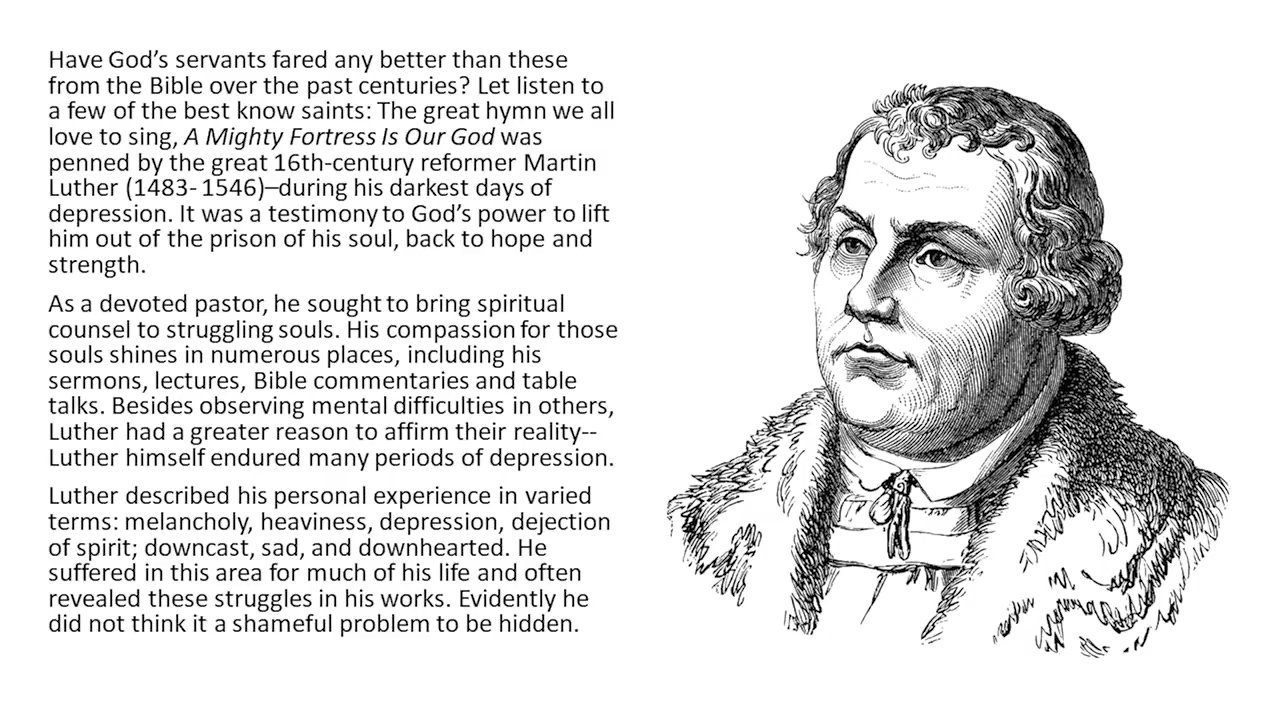 Have God’s servants fared any better than these
from the Bible over the past centuries? Let listen to
a few of the best know saints: The great hymn we all
love to sing, A Mighty Fortress Is Our God was
penned by the great 16th-century reformer Martin
Luther (1483- 1546)–during his darkest days of
depression. It was a testimony to God’s power to lift
him out of the prison of his soul, back to hope and
strength.
As a devoted pastor, he sought to bring spiritual
counsel to struggling souls. His compassion for those
souls shines in numerous places, including his
sermons, lectures, Bible commentaries and table
talks. Besides observing mental difficulties in others,
Luther had a greater reason to affirm their reality--
Luther himself endured many periods of depression.
Luther described his personal experience in varied
terms: melancholy, heaviness, depression, dejection
of spirit; downcast, sad, and downhearted. He
suffered in this area for much of his life and often
revealed these struggles in his works. Evidently he
did not think it a shameful problem to be hidden.